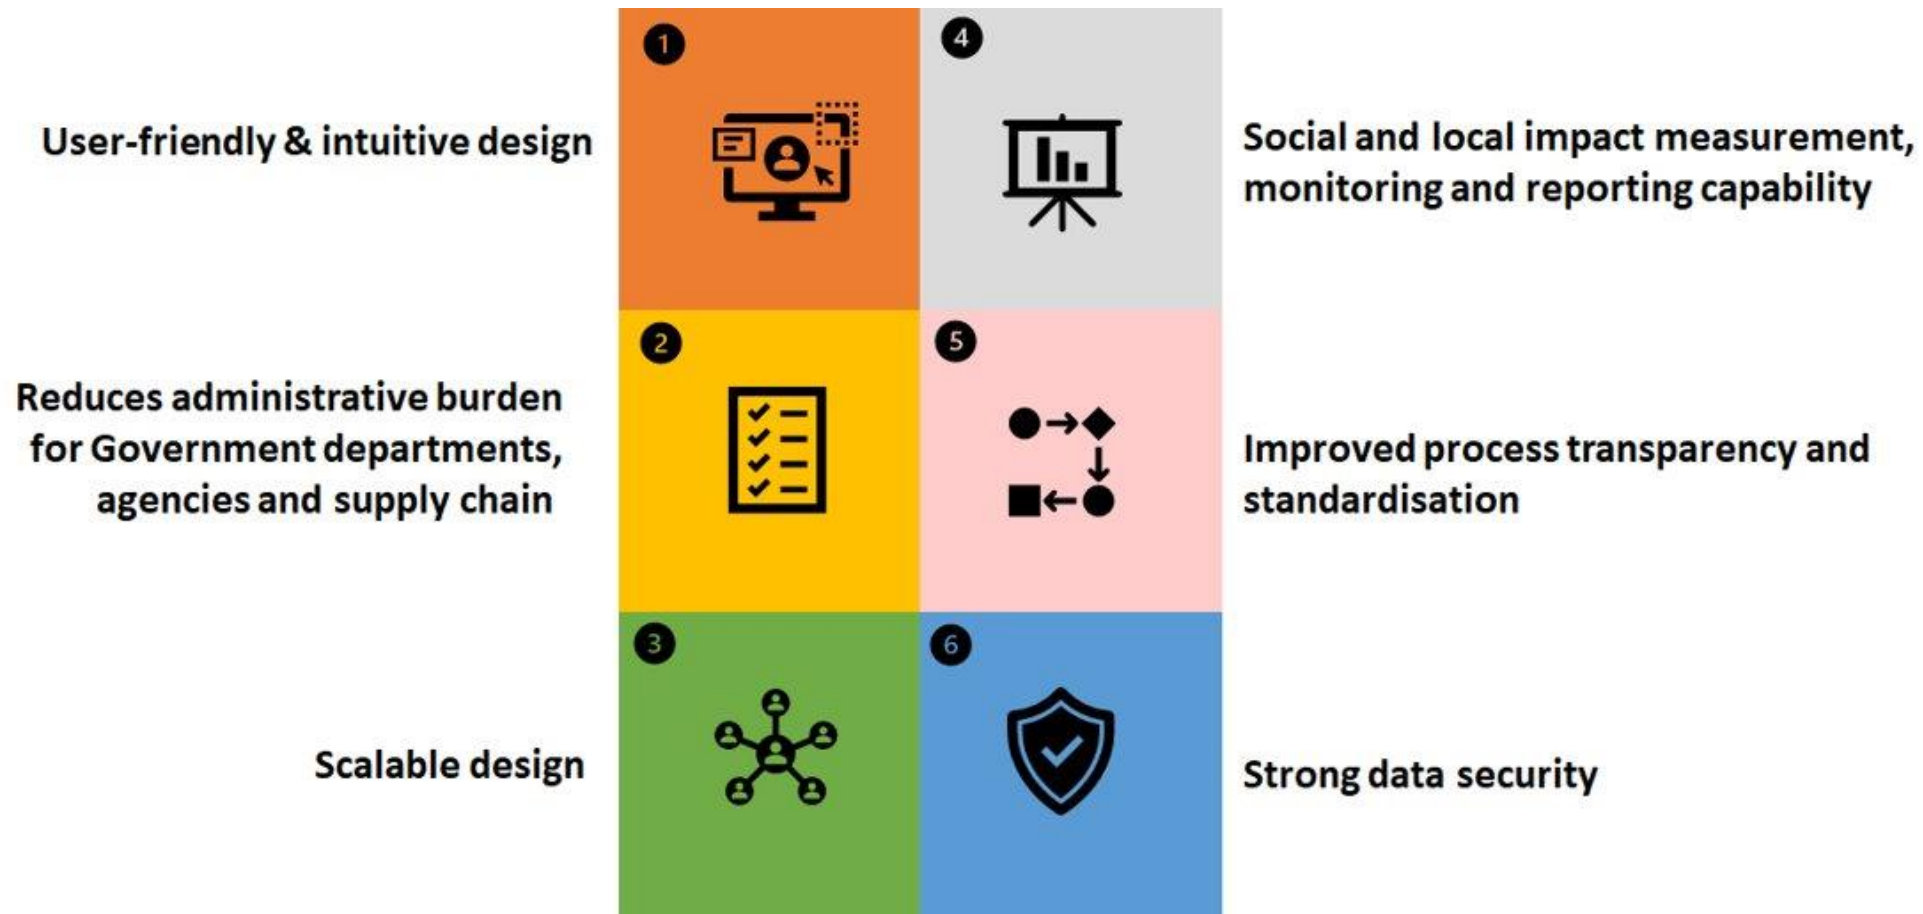 1
User-friendly & intuitive design
2
Reduces administrative burden
for Government departments,
agencies and supply chain
3
Scalable design
4
Social and local impact measurement,
monitoring and reporting capability
5
Improved process transparency and
standardisation
6
Strong data security